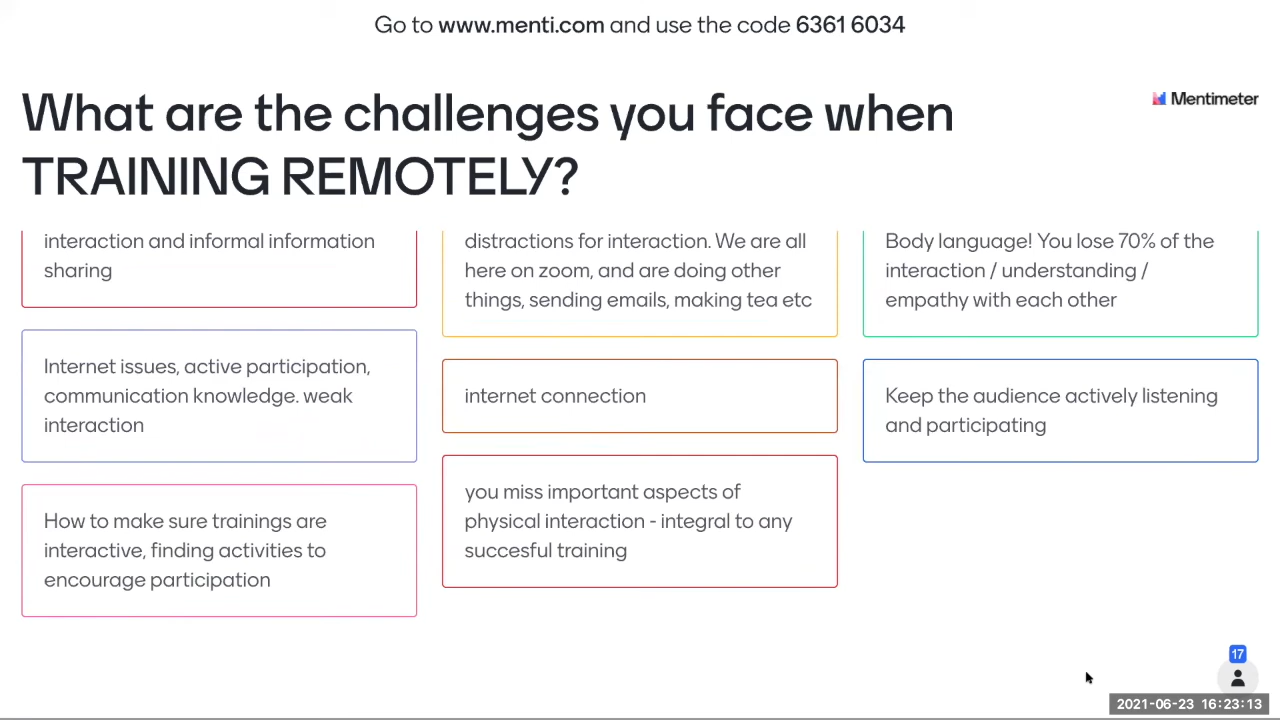 Go to www.menti.com and use the code 6361 6034
What are the challenges you face when
TRAINING REMOTELY?
Mentimeter
interaction and informal information
sharing
Internet issues, active participation,
communication knowledge. weak
interaction
How to make sure trainings are
interactive, finding activities to
encourage participation
distractions for interaction. We are all
here on zoom, and are doing other
things, sending emails, making tea etc
internet connection
you miss important aspects of
physical interaction - integral to any
succesful training
Body language! You lose 70% of the
interaction / understanding /
empathy with each other
Keep the audience actively listening
and participating
17
2021-06-23 16:23:13